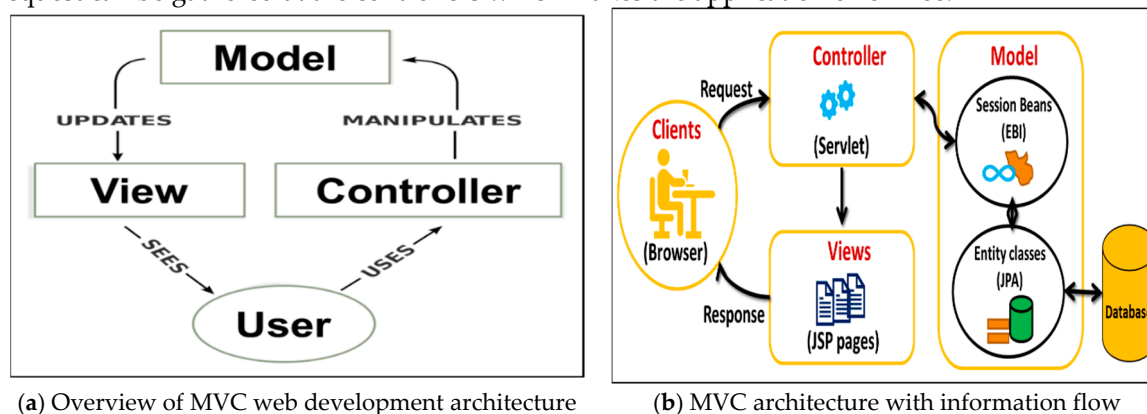 Model
UPDATES
MANIPULATES
View
Controller
SEES
USES
User
(a) Overview of MVC web development architecture
Controller
Model
Request
Session Beans
(EBI)
Clients
(Servlet)
(Browser)
Views
Entity classes
(JPA)
Response
(JSP pages)
Database
(b) MVC architecture with information flow